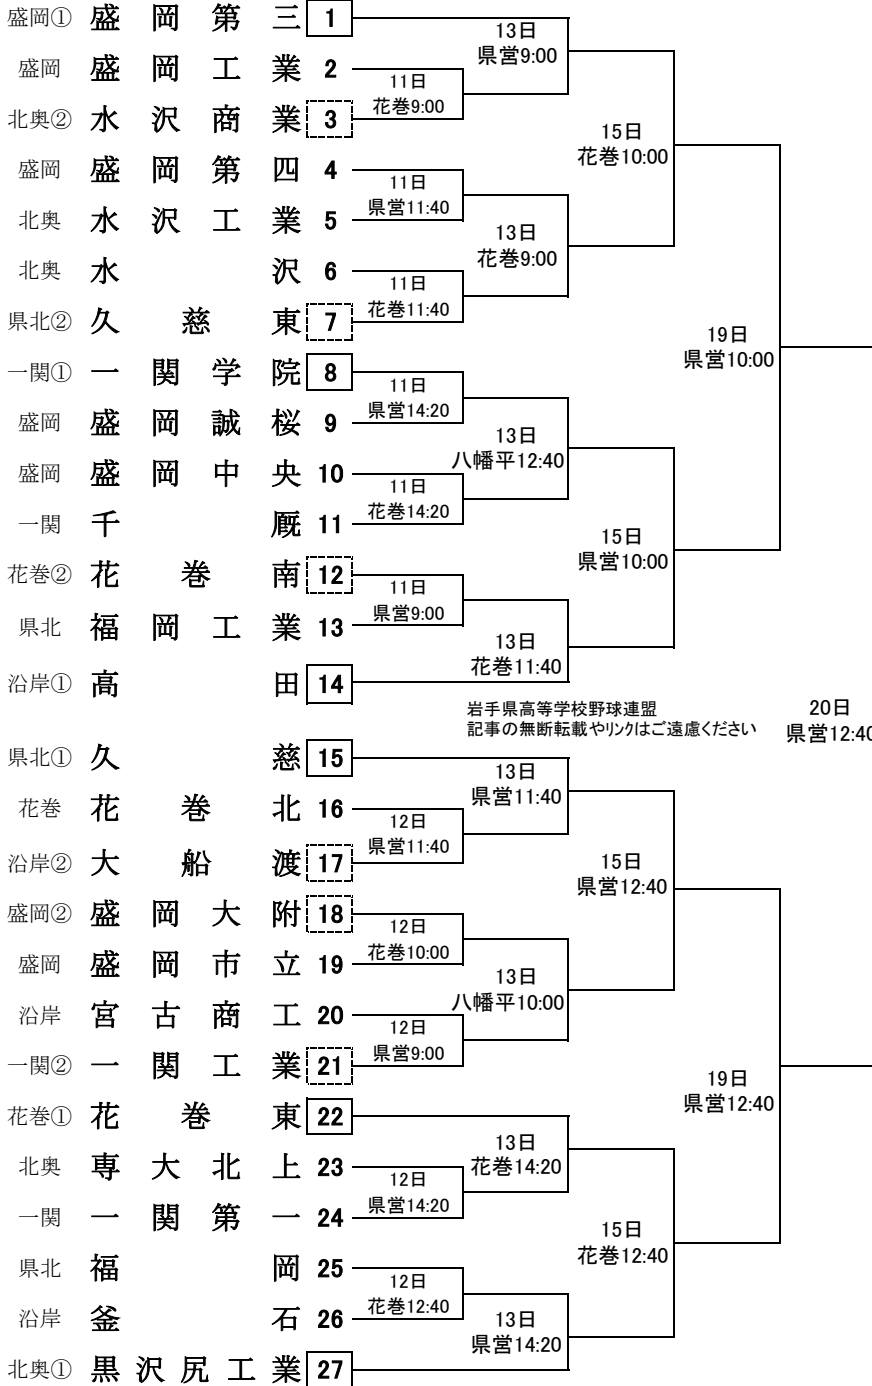 盛岡① 盛岡第三 1
13日
県営9:00
盛岡 盛岡工業 2
11日
花巻9:00
北奥② 水沢商業 3
15日
花巻10:00
盛岡 盛岡第四 4
11日
県営11:40
北奥 水沢工業 5
13日
花巻9:00
北奥 水沢 6
11日
花巻11:40
県北② 久慈東 7
19日
県営10:00
一関① 一関学院 8
11日
県営14:20
盛岡 盛岡誠桜 9
13日
八幡平12:40
盛岡 盛岡中央 10
11日
花巻14:20
一関 千厩 11
15日
県営10:00
花巻② 花巻南 12
11日
県営9:00
県北 福岡工業 13
13日
花巻11:40
沿岸① 高田 14
岩手県高等学校野球連盟
記事の無断転載やリンクはご遠慮ください
20日
県営12:40
県北① 久慈 15
13日
県営11:40
花巻 花巻北 16
12日
県営11:40
沿岸② 大船渡 17
15日
県営12:40
盛岡② 盛岡大附 18
12日
花巻10:00
盛岡 盛岡市立 19
13日
八幡平10:00
沿岸 宮古商工 20
12日
県営9:00
一関② 一関工業 21
19日
県営12:40
花巻① 花巻東 22
13日
花巻14:20
北奥 専大北上 23
12日
県営14:20
一関 一関第一 24
15日
花巻12:40
県北 福岡 25
12日
花巻12:40
沿岸 釜石 26
13日
県営14:20
北奥① 黒沢尻工業 27